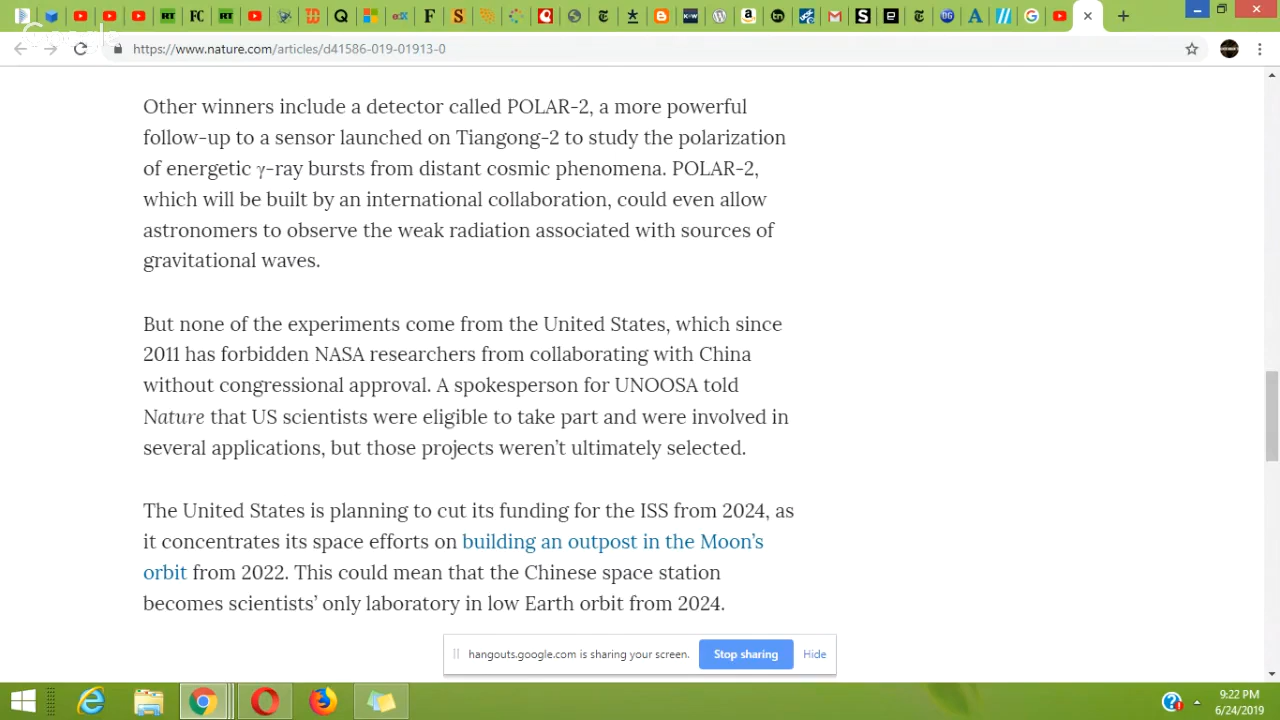 https://www.nature.com/articles/d41586-019-01913-0
Other winners include a detector called POLAR-2, a more powerful
follow-up to a sensor launched on Tiangong-2 to study the polarization
of energetic γ-ray bursts from distant cosmic phenomena. POLAR-2,
which will be built by an international collaboration, could even allow
astronomers to observe the weak radiation associated with sources of
gravitational waves.
But none of the experiments come from the United States, which since
2011 has forbidden NASA researchers from collaborating with China
without congressional approval. A spokesperson for UNOOSA told
Nature that US scientists were eligible to take part and were involved in
several applications, but those projects weren’t ultimately selected.
The United States is planning to cut its funding for the ISS from 2024, as
it concentrates its space efforts on building an outpost in the Moon’s
orbit from 2022. This could mean that the Chinese space station
becomes scientists’ only laboratory in low Earth orbit from 2024.
hangouts.google.com is sharing your screen. Stop sharing Hide
9:22 PM
6/24/2019